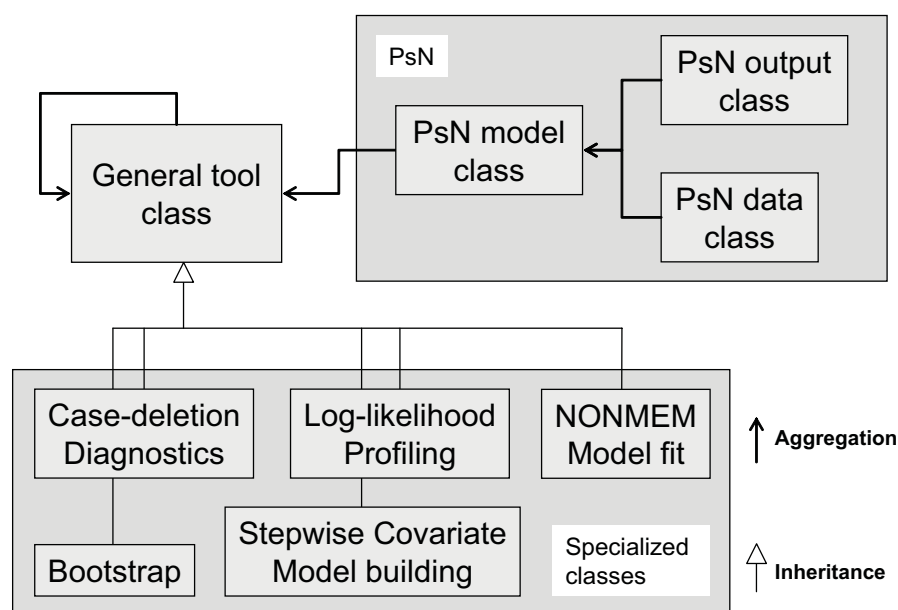 PsN
PsN output
class
PsN model
class
General tool
class
PsN data
class
Case-deletion
Diagnostics
Log-likelihood
Profiling
NONMEM
Model fit
Aggregation
Bootstrap
Stepwise Covariate
Model building
Specialized
classes
Inheritance